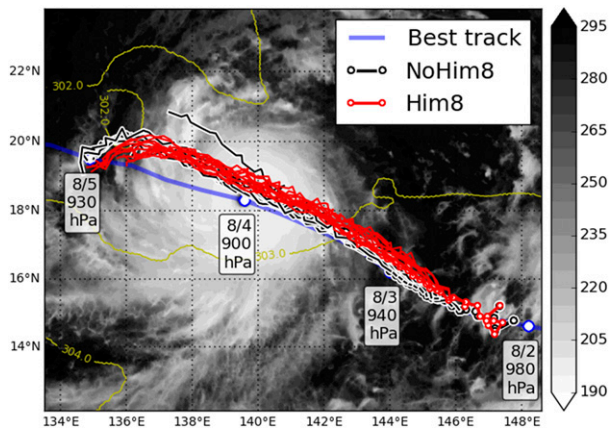 Best track
NoHim8
Him8
22°N
20°N
18°N
16°N
14°N
134°E
136°E
138°E
140°E
142°E
144°E
146°E
148°E
302.0
302.0
303.0
304.0
8/5
930
hPa
8/4
900
hPa
8/3
940
hPa
8/2
980
hPa
295
280
265
250
235
220
205
190